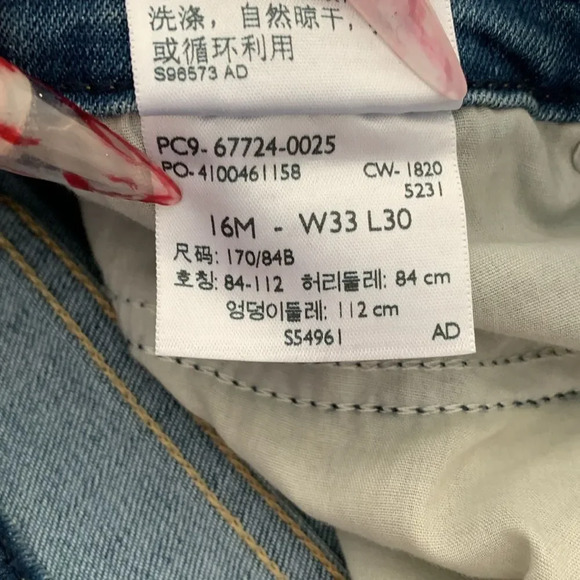 洗涤，自然晾干，
或循环利用
S98573 AD
PC9-67724-0025
PO-4100461158 CW-1820
5231
16M - W33 L30
尺码: 170/84B
호칭: 84-112 허리둘레: 84 cm
엉덩이둘레: 112 cm
S54961 AD